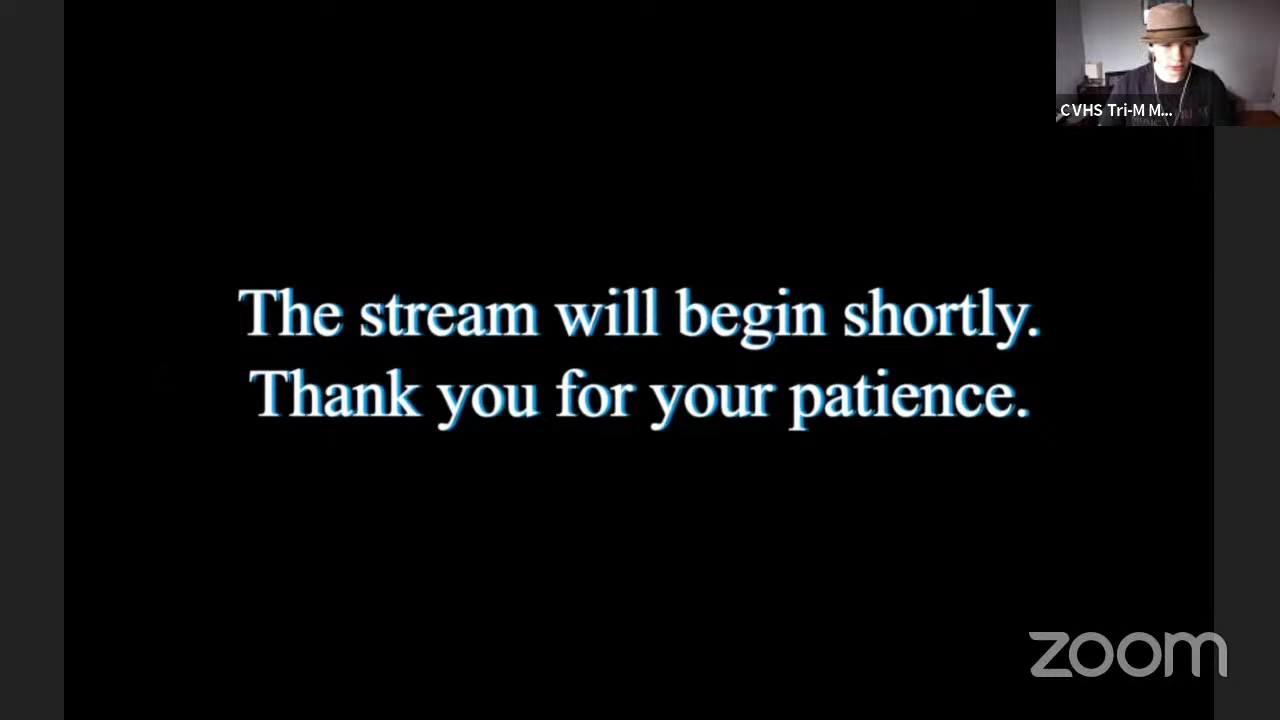 CVHS Tri-M M...
The stream will begin shortly.
Thank you for your patience.
zoom